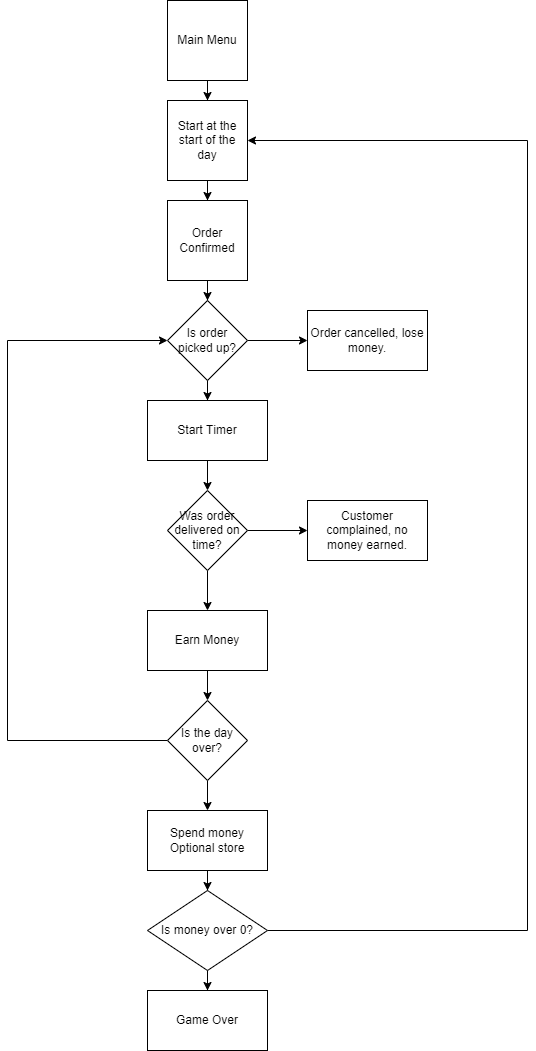 Main Menu
Start at the
start of the
day
Order
Confirmed
Is order
picked up?
Order cancelled, lose
money.
Start Timer
Was order
delivered on
time?
Customer
complained, no
money earned.
Earn Money
Is the day
over?
Spend money
Optional store
Is money over 0?
Game Over